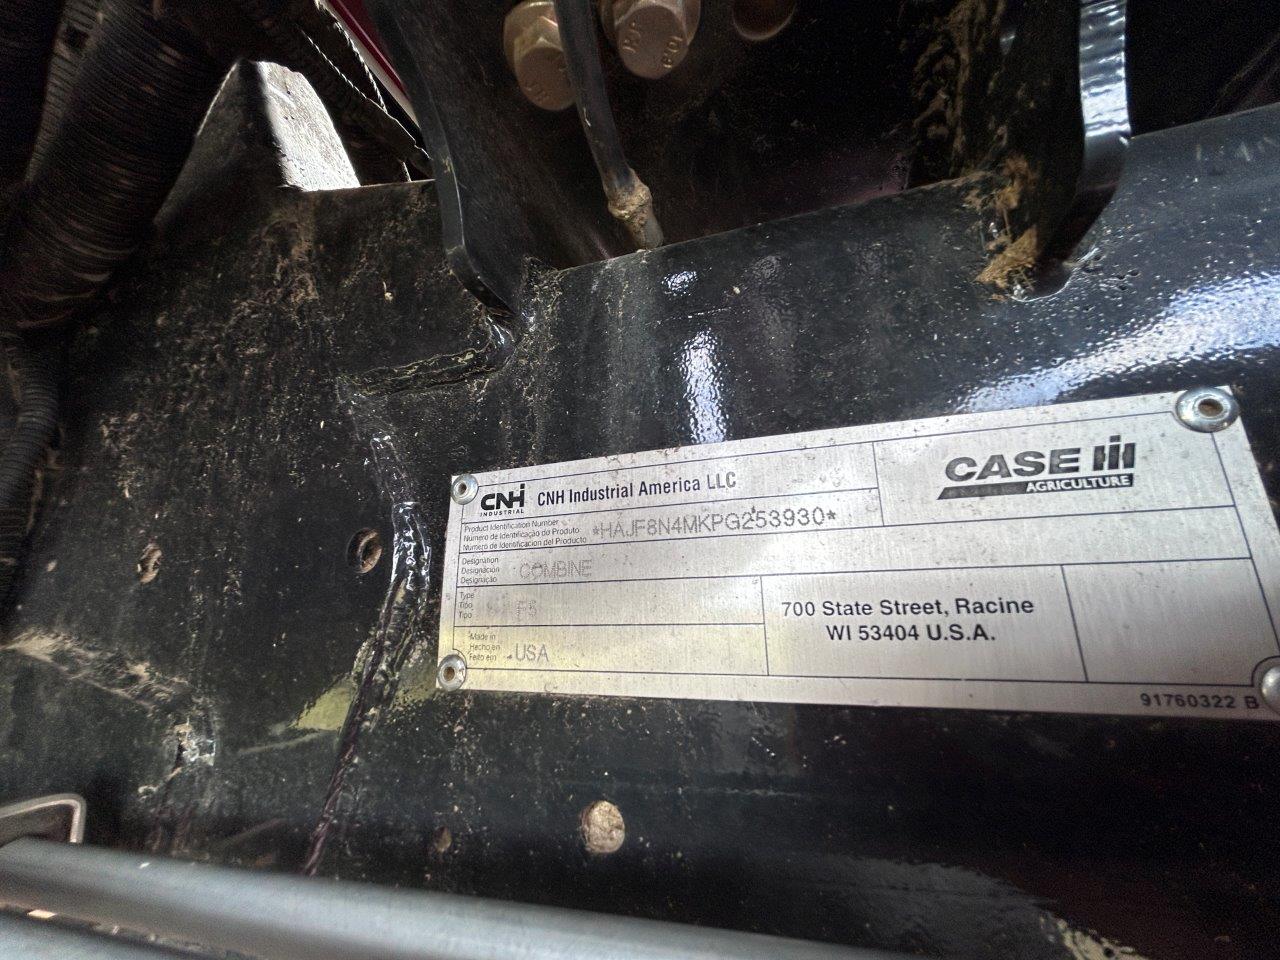 CNH
INDUSTRIAL
CNH Industrial America LLC
CASE IH
AGRICULTURE
Product Identification Number
Número de Identificação do Produto
Número de Identificacion del Producto
*HAJF8N4MKPG253930*
Designation
Designación
Designação
COMBINE
Type
Tipo
Tipo
700 State Street, Racine
WI 53404 U.S.A.
Made in
Hecho en
Feito em
USA
91760322 B